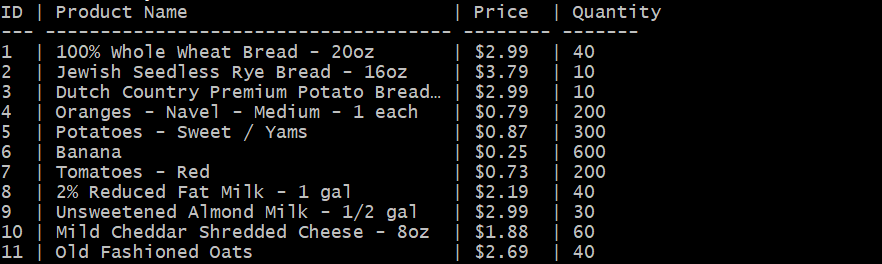 ID | Product Name                         | Price  | Quantity
--- ------------------------------------- -------- -------
1  | 100% Whole Wheat Bread - 20oz        | $2.99  | 40
2  | Jewish Seedless Rye Bread - 16oz     | $3.79  | 10
3  | Dutch Country Premium Potato Bread…  | $2.99  | 10
4  | Oranges - Navel - Medium - 1 each    | $0.79  | 200
5  | Potatoes - Sweet / Yams              | $0.87  | 300
6  | Banana                               | $0.25  | 600
7  | Tomatoes - Red                       | $0.73  | 200
8  | 2% Reduced Fat Milk - 1 gal          | $2.19  | 40
9  | Unsweetened Almond Milk - 1/2 gal    | $2.99  | 30
10 | Mild Cheddar Shredded Cheese - 8oz   | $1.88  | 60
11 | Old Fashioned Oats                   | $2.69  | 40